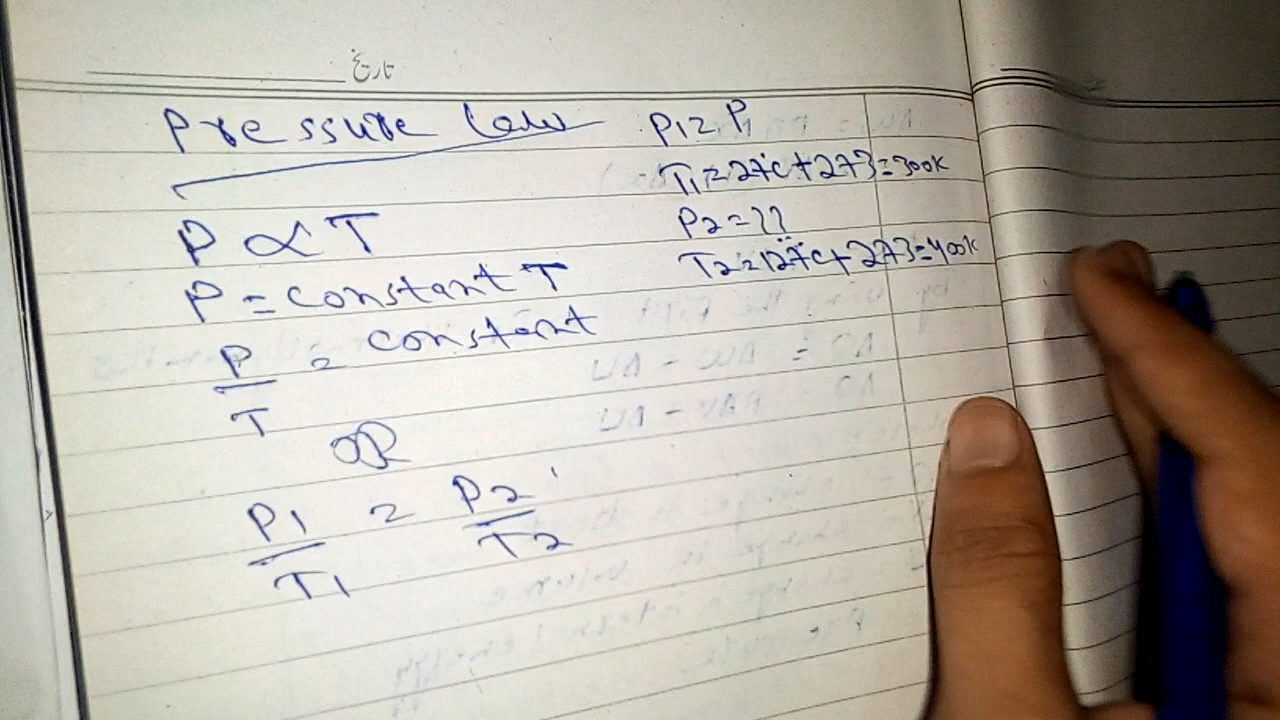 تاریخ
Pressure Law
P ∝ T
P = constant T
P/T = constant
OR
P1/T1 = P2/T2
P1 = P1
T1 = 27°C + 273 = 300K
P2 = ??
T2 = 127°C + 273 = 400K